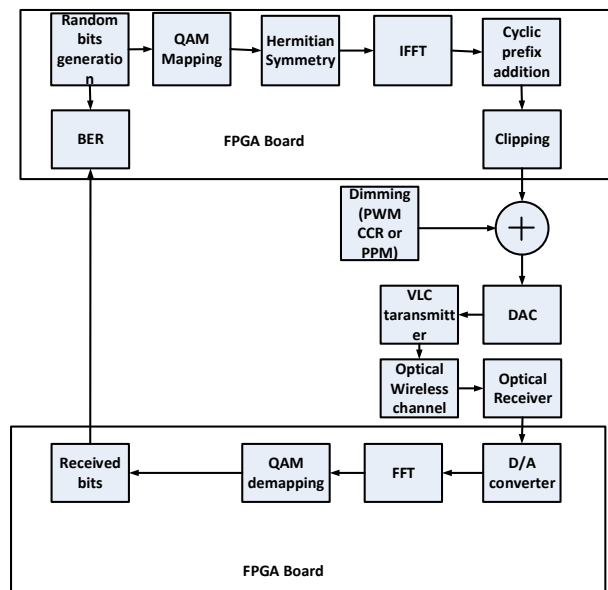 Random
bits
generatio
n
QAM
Mapping
Hermitian
Symmetry
IFFT
Cyclic
prefix
addition
BER
FPGA Board
Clipping
Dimming
(PWM
CCR or
PPM)
+
VLC
taransmitt
er
DAC
Optical
Wireless
channel
Optical
Receiver
Received
bits
QAM
demapping
FFT
D/A
converter
FPGA Board